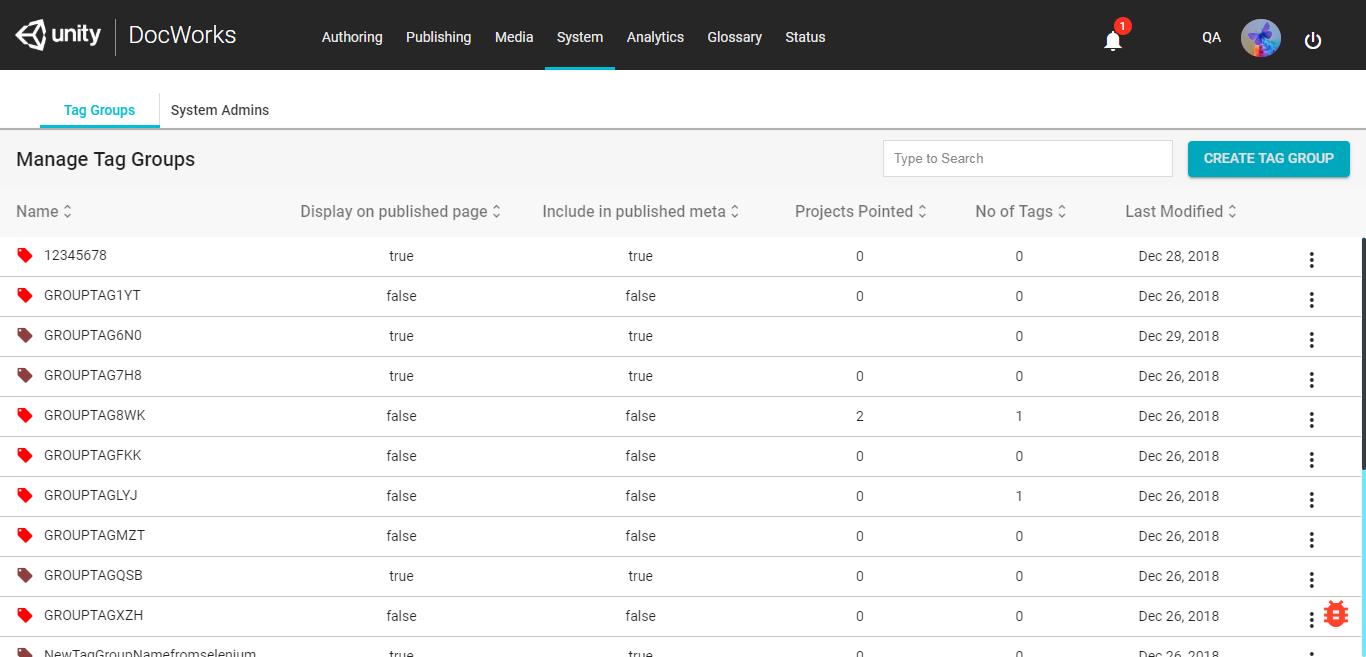 unity DocWorks Authoring Publishing Media System Analytics Glossary Status 1 QA
Tag Groups System Admins
Manage Tag Groups Type to Search CREATE TAG GROUP
Name Display on published page Include in published meta Projects Pointed No of Tags Last Modified
12345678 true true 0 0 Dec 28, 2018
GROUPTAG1YT false false 0 0 Dec 26, 2018
GROUPTAG6N0 true true 0 Dec 29, 2018
GROUPTAG7H8 true true 0 0 Dec 26, 2018
GROUPTAG8WK false false 2 1 Dec 26, 2018
GROUPTAGFKK false false 0 0 Dec 26, 2018
GROUPTAGLYJ false false 0 1 Dec 26, 2018
GROUPTAGMZT false false 0 0 Dec 26, 2018
GROUPTAGQSB true true 0 0 Dec 26, 2018
GROUPTAGXZH false false 0 0 Dec 26, 2018
NewTagGroupNamefromselenium true true 0 0 Dec 26, 2018